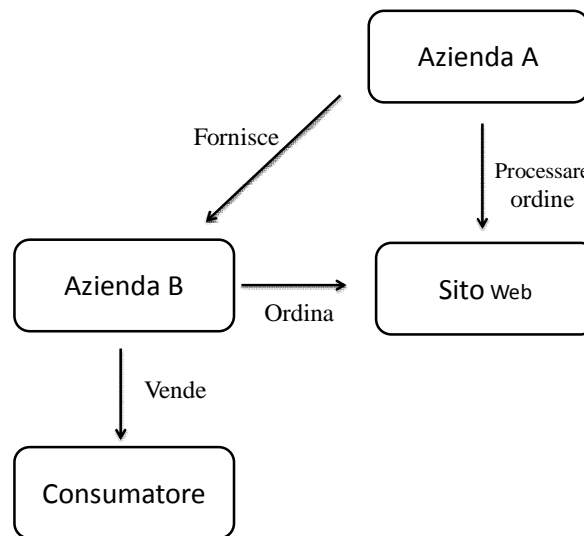 Azienda A
Fornisce
Processare
ordine
Azienda B
Sito Web
Ordina
Vende
Consumatore